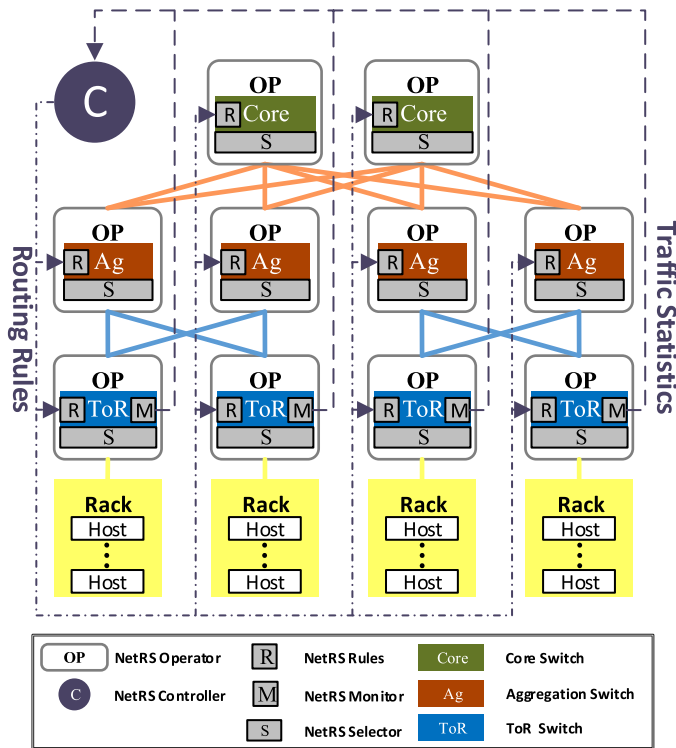 C
OP
OP
R Core
R Core
S
S
OP
OP
OP
OP
R Ag
R Ag
R Ag
R Ag
S
S
S
S
Routing Rules
Traffic Statistics
OP
OP
OP
OP
R ToR M
R ToR M
R ToR M
R ToR M
S
S
S
S
Rack
Rack
Rack
Rack
Host
Host
Host
Host
Host
Host
Host
Host
OP NetRS Operator R NetRS Rules Core Core Switch
C NetRS Controller M NetRS Monitor Ag Aggregation Switch
S NetRS Selector ToR ToR Switch